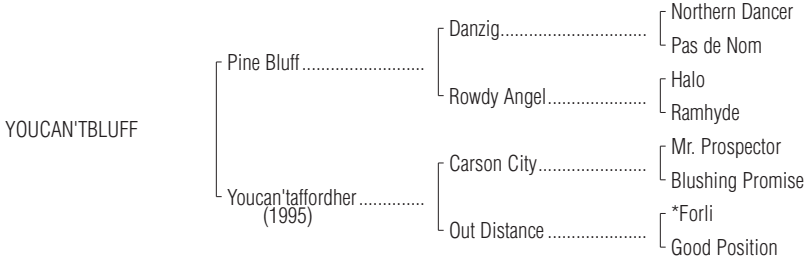 Northern Dancer
Danzig..............................
Pas de Nom
Pine Bluff..........................
Halo
Rowdy Angel.....................
Ramhyde
YOUCAN'TBLUFF
Mr. Prospector
Carson City.......................
Blushing Promise
Youcan'taffordher..............
(1995)
*Forli
Out Distance.....................
Good Position